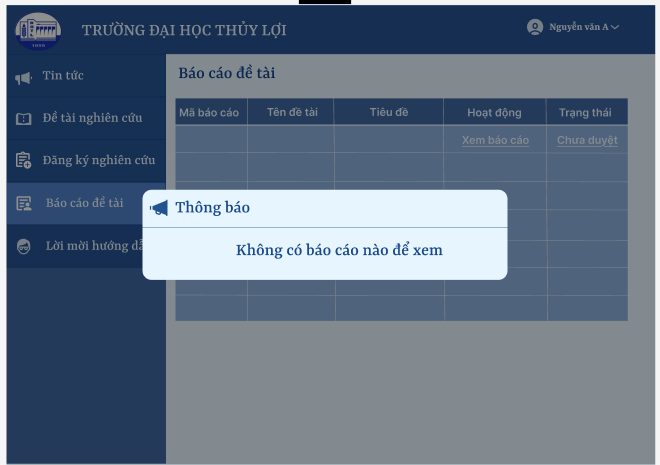 TRƯỜNG ĐẠI HỌC THỦY LỢI
Nguyễn văn A
1959
Tin tức
Đề tài nghiên cứu
Đăng ký nghiên cứu
Báo cáo đề tài
Lời mời hướng
Báo cáo đề tài
Mã báo cáo Tên đề tài Tiêu đề Hoạt động Trạng thái
Xem báo cáo Chưa duyệt
Thông báo
Không có báo cáo nào để xem